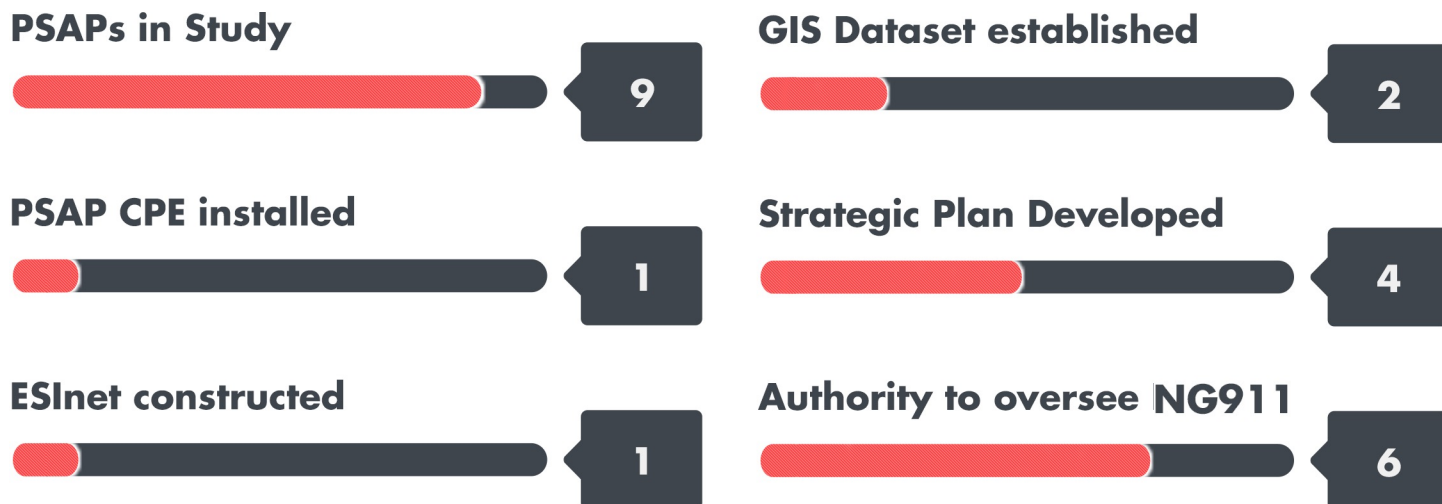 PSAPs in Study
9
GIS Dataset established
2
PSAP CPE installed
1
Strategic Plan Developed
4
ESInet constructed
1
Authority to oversee NG911
6